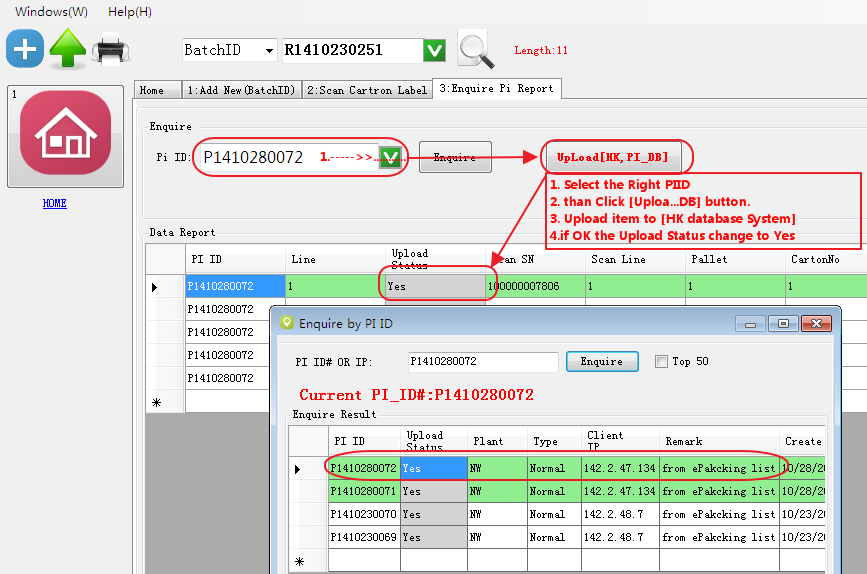 Windows(W) Help(H)
BatchID R1410230251 Length:11
1
HOME
Home 1:Add New(BatchID) 2:Scan Cartron Label 3:Enquire Pi Report
Enquire
Pi ID: P1410280072 1.----->>......... Enquire UpLoad[HK,PI_DB]
1. Select the Right PIID
2. than Click [Uploa...DB] button.
3. Upload item to [HK database System]
4.if OK the Upload Status change to Yes
Data Report
PI ID Line Upload Status Scan SN Scan Line Pallet CartonNo
P1410280072 1 Yes 100000007806 1 1 1
P1410280072
P1410280072
P1410280072
P1410280072
Enquire by PI ID
PI ID# OR IP: P1410280072 Enquire Top 50
Current PI_ID#:P1410280072
Enquire Result
PI ID Upload Status Plant Type Client IP Remark Create
P1410280072 Yes NW Normal 142.2.47.134 from ePakcking list 10/28/20
P1410280071 Yes NW Normal 142.2.47.134 from ePakcking list 10/28/20
P1410230070 Yes NW Normal 142.2.48.7 from ePakcking list 10/23/20
P1410230069 Yes NW Normal 142.2.48.7 from ePakcking list 10/23/20